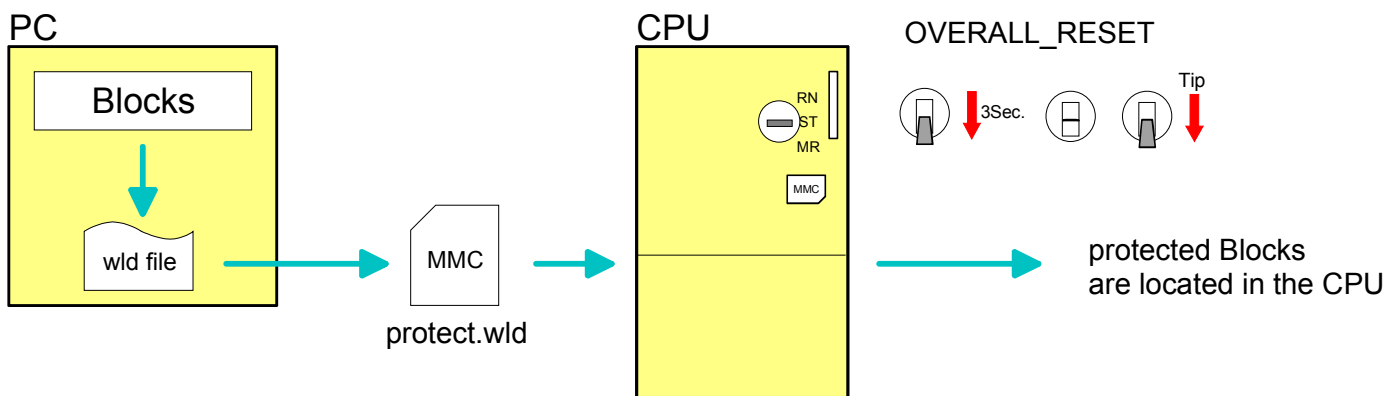 PC
Blocks
wld file
MMC
protect.wld
CPU
RN
ST
MR
MMC
OVERALL_RESET
3Sec.
Tip
protected Blocks
are located in the CPU